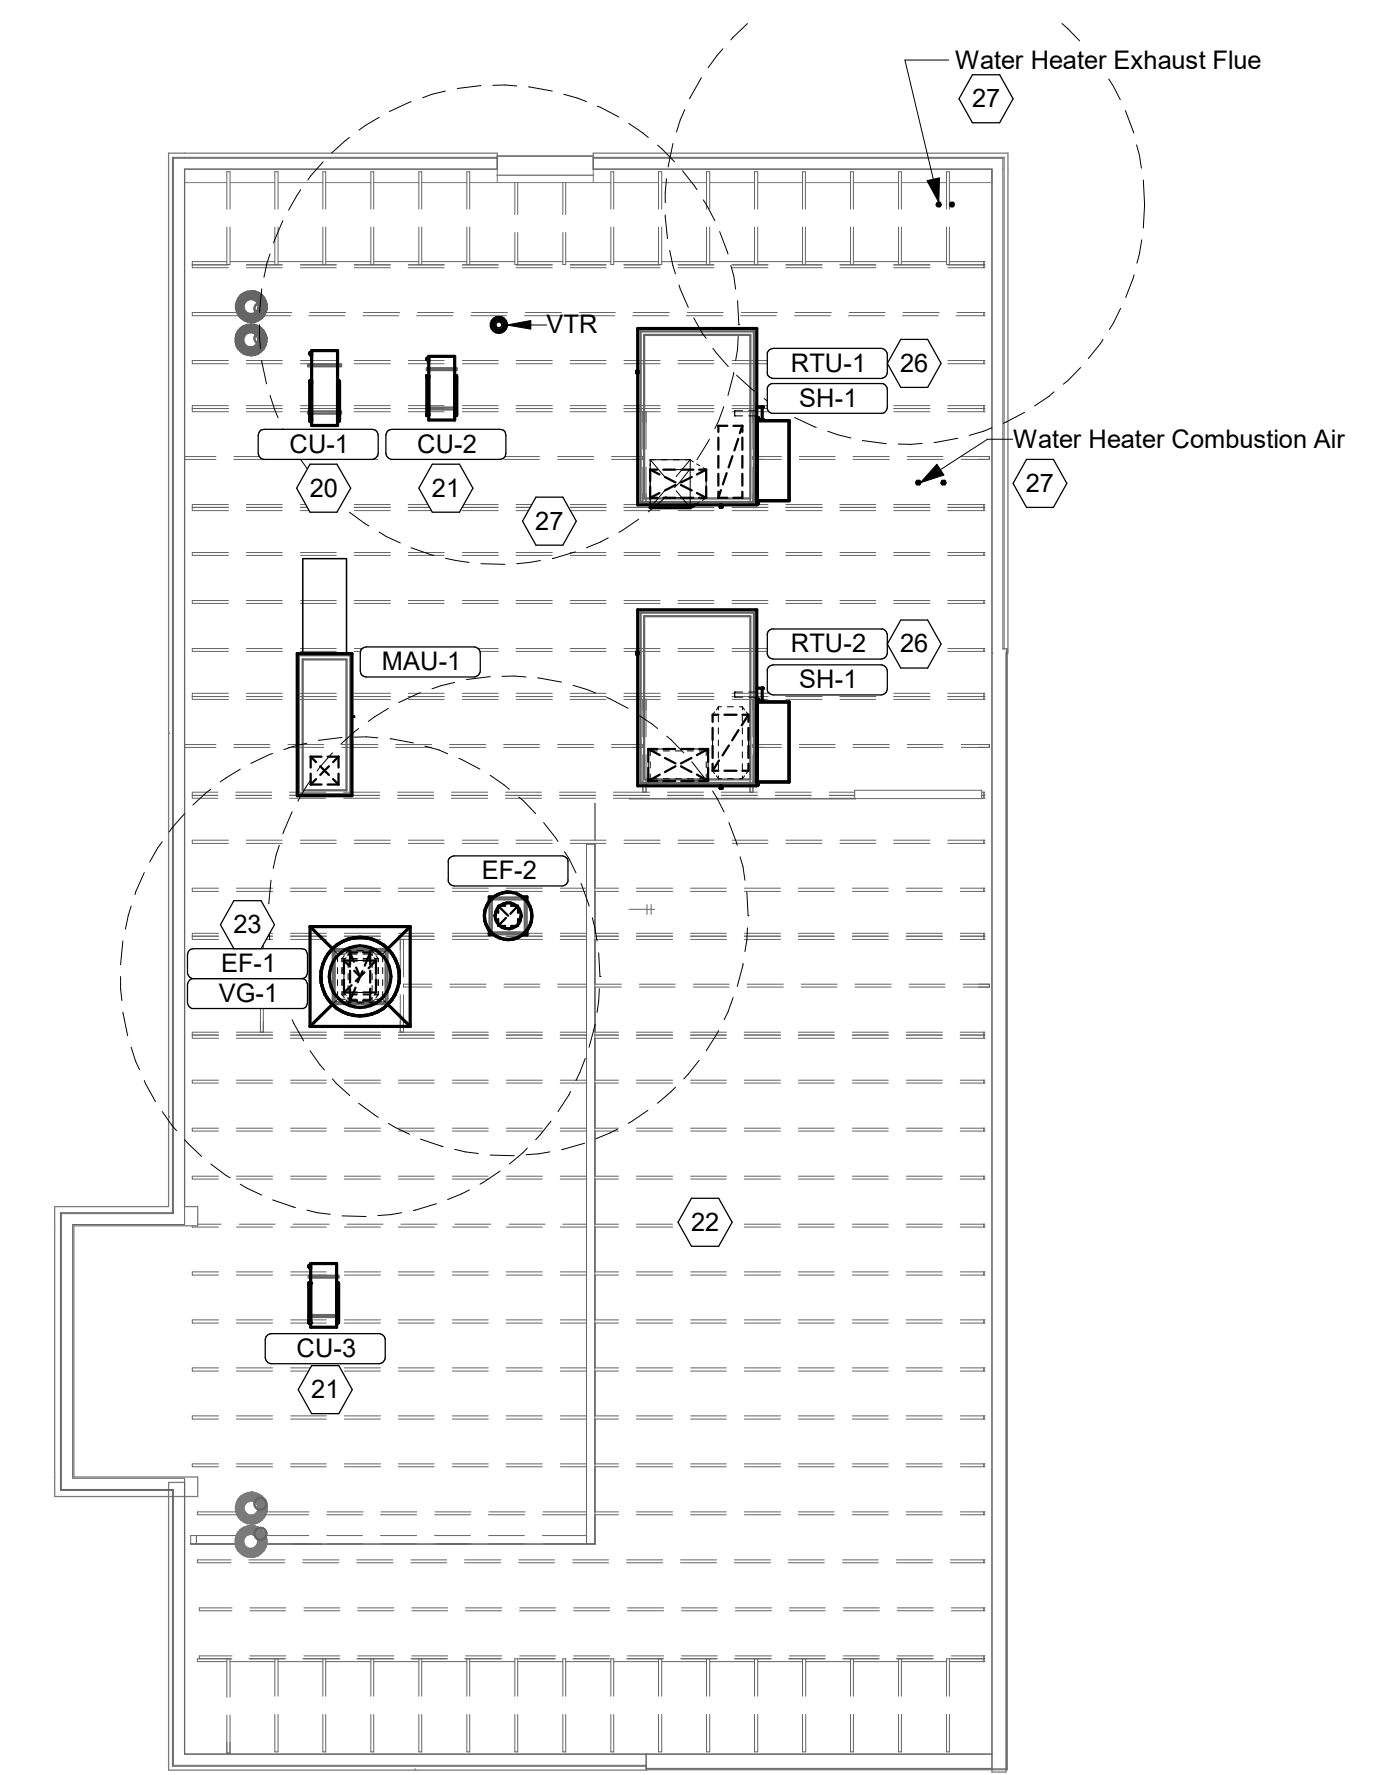 Water Heater Exhaust Flue
27
VTR
RTU-1
26
SH-1
CU-1
CU-2
20
21
27
Water Heater Combustion Air
27
RTU-2
26
SH-1
MAU-1
EF-2
23
EF-1
VG-1
22
CU-3
21